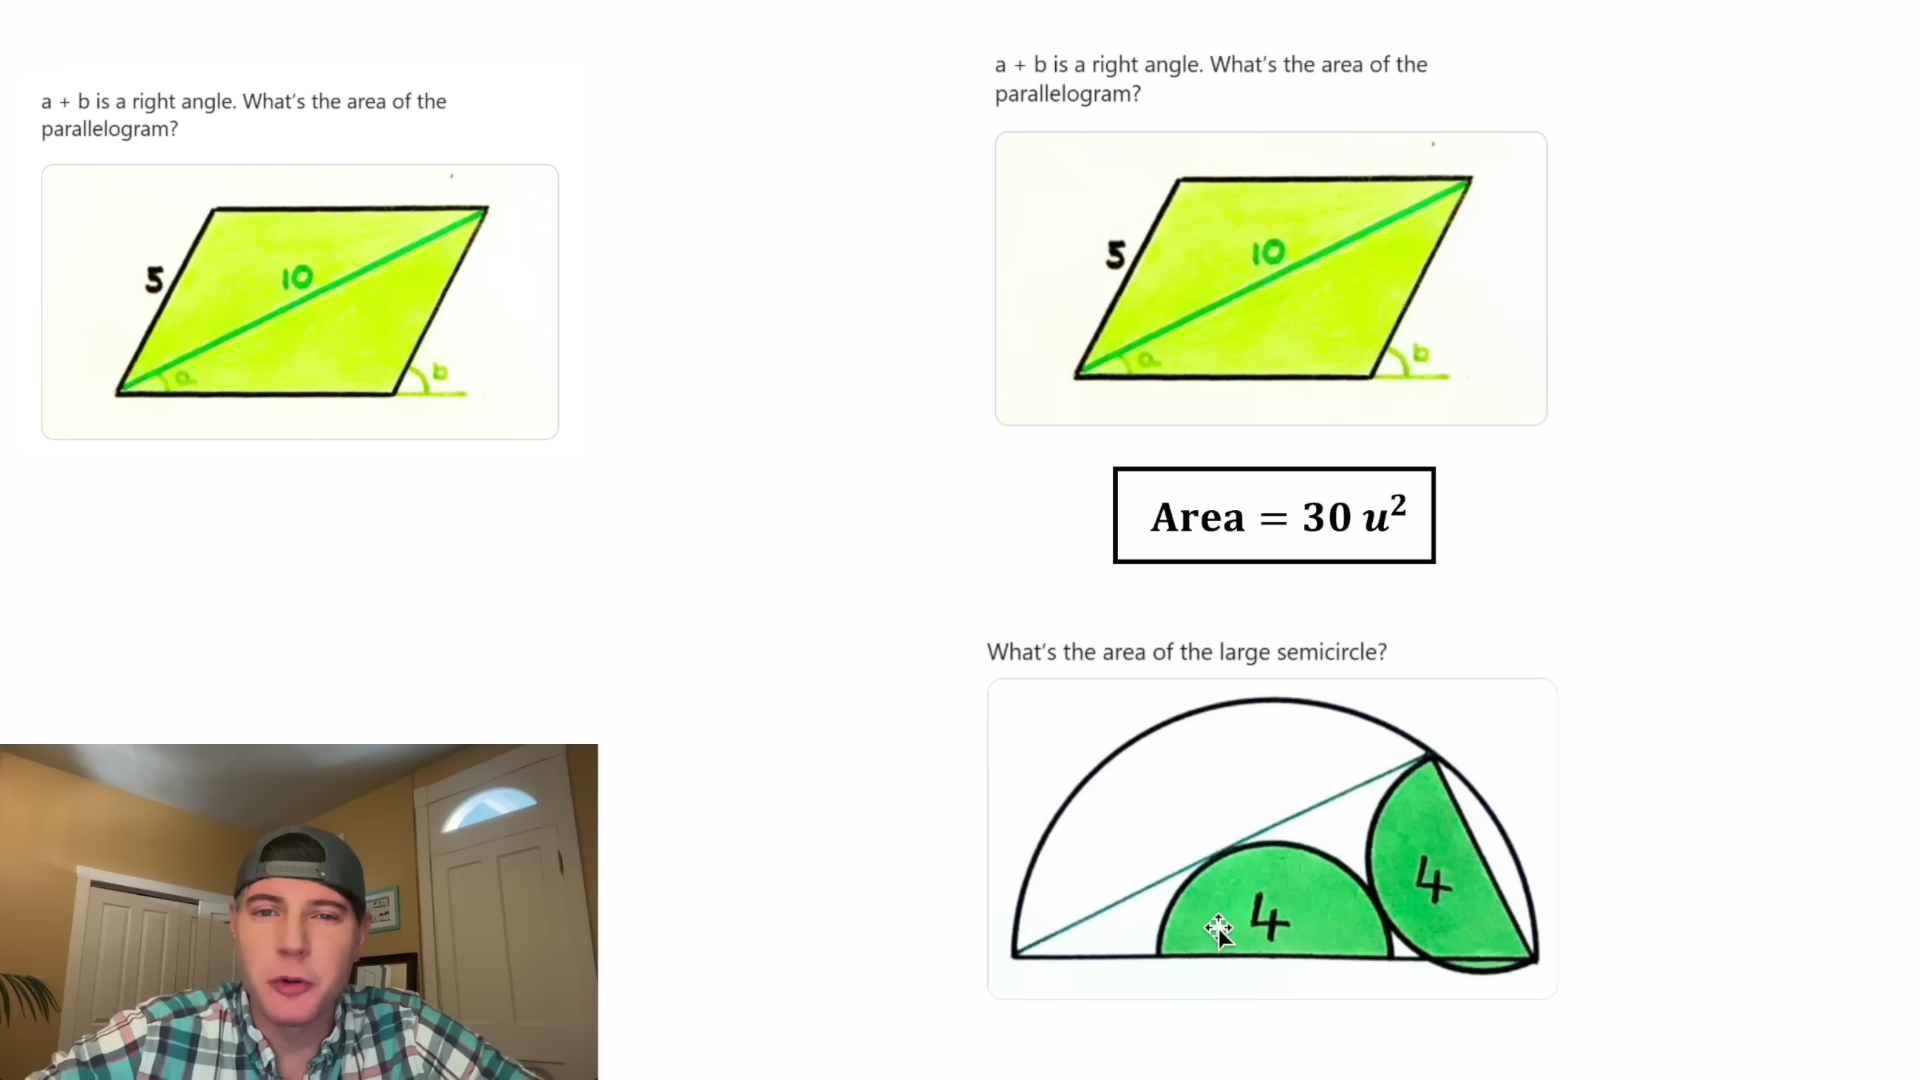 a + b is a right angle. What's the area of the
parallelogram?
5
10
a
b
a + b is a right angle. What's the area of the
parallelogram?
5
10
a
b
Area = 30 u²
What's the area of the large semicircle?
4
4